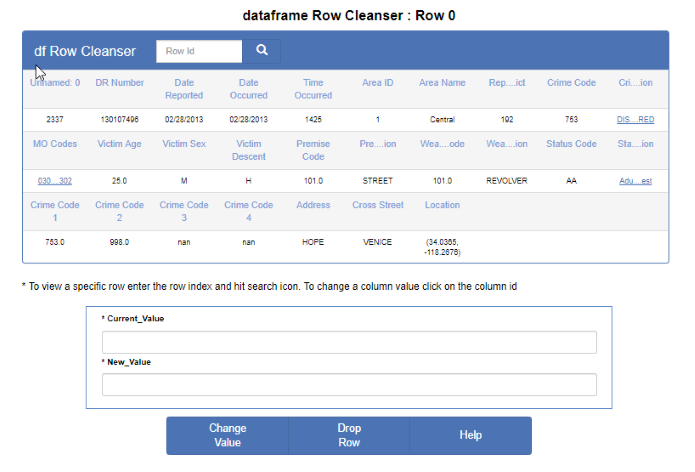 dataframe Row Cleanser : Row 0
df Row Cleanser Row Id
Unnamed: 0 DR Number Date Reported Date Occurred Time Occurred Area ID Area Name Rep....ict Crime Code Cri....ion
2337 130107496 02/28/2013 02/28/2013 1425 1 Central 192 753 DIS....RED
MO Codes Victim Age Victim Sex Victim Descent Premise Code Pre....ion Wea....ode Wea....ion Status Code Sta....ion
030....302 25.0 M H 101.0 STREET 101.0 REVOLVER AA Adu....est
Crime Code 1 Crime Code 2 Crime Code 3 Crime Code 4 Address Cross Street Location
753.0 998.0 nan nan HOPE VENICE (34.0365, -118.2678)
* To view a specific row enter the row index and hit search icon. To change a column value click on the column id
* Current_Value
* New_Value
Change Value Drop Row Help